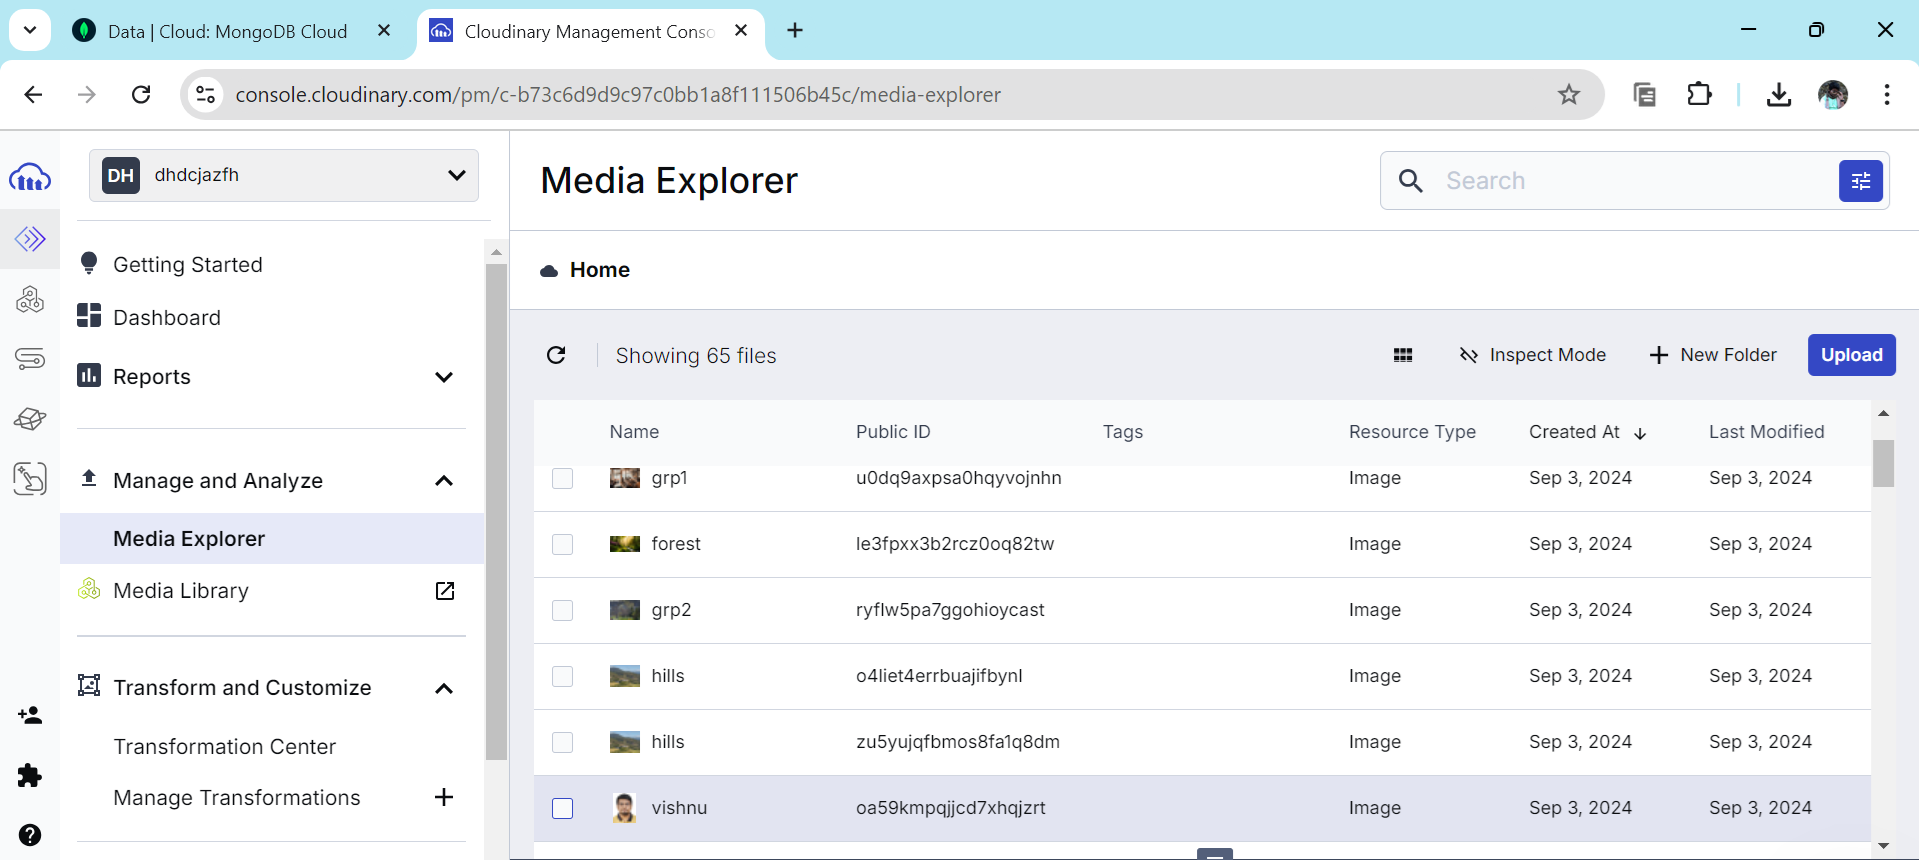 Data | Cloud: MongoDB Cloud
Cloudinary Management Conso
console.cloudinary.com/pm/c-b73c6d9d9c97c0bb1a8f111506b45c/media-explorer
DH dhdcjazfh
Media Explorer
Search
Getting Started
Dashboard
Reports
Manage and Analyze
Media Explorer
Media Library
Transform and Customize
Transformation Center
Manage Transformations
Home
Showing 65 files
Inspect Mode
New Folder
Upload
Name Public ID Tags Resource Type Created At Last Modified
grp1 u0dq9axpsa0hqyvojnhn Image Sep 3, 2024 Sep 3, 2024
forest le3fpxx3b2rcz0oq82tw Image Sep 3, 2024 Sep 3, 2024
grp2 ryflw5pa7ggohioycast Image Sep 3, 2024 Sep 3, 2024
hills o4liet4errbuajifbynl Image Sep 3, 2024 Sep 3, 2024
hills zu5yujqfbmos8fa1q8dm Image Sep 3, 2024 Sep 3, 2024
vishnu oa59kmpqjjcd7xhqjzrt Image Sep 3, 2024 Sep 3, 2024